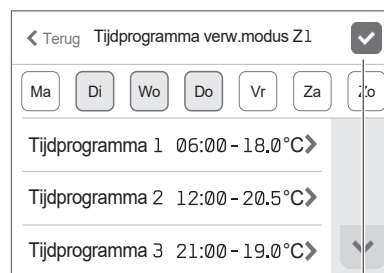 Terug Tijdprogramma verw.modus Z1
Ma Di Wo Do Vr Za Zo
Tijdprogramma 1 06:00 - 18.0°C
Tijdprogramma 2 12:00 - 20.5°C
Tijdprogramma 3 21:00 - 19.0°C